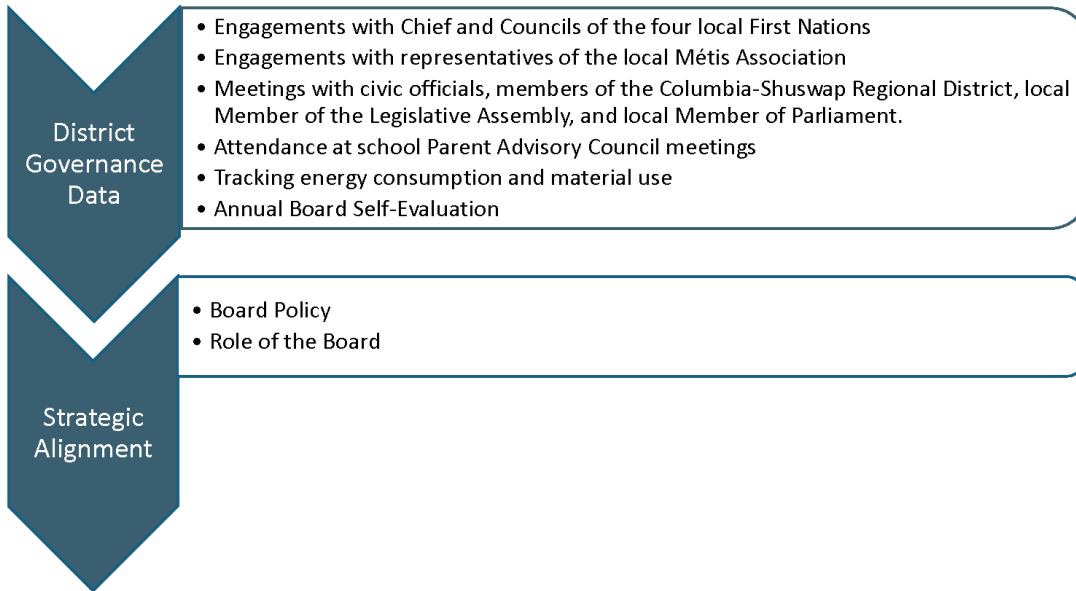 District
Governance
Data
• Engagements with Chief and Councils of the four local First Nations
• Engagements with representatives of the local Métis Association
• Meetings with civic officials, members of the Columbia-Shuswap Regional District, local
Member of the Legislative Assembly, and local Member of Parliament.
• Attendance at school Parent Advisory Council meetings
• Tracking energy consumption and material use
• Annual Board Self-Evaluation
Strategic
Alignment
• Board Policy
• Role of the Board